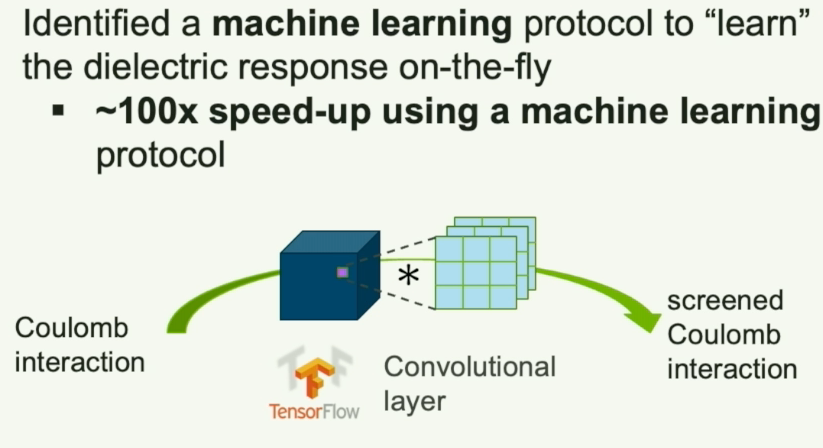 Identified a machine learning protocol to “learn”
the dielectric response on-the-fly
▪ ~100x speed-up using a machine learning
protocol
*
Coulomb
interaction
TensorFlow
Convolutional
layer
screened
Coulomb
interaction